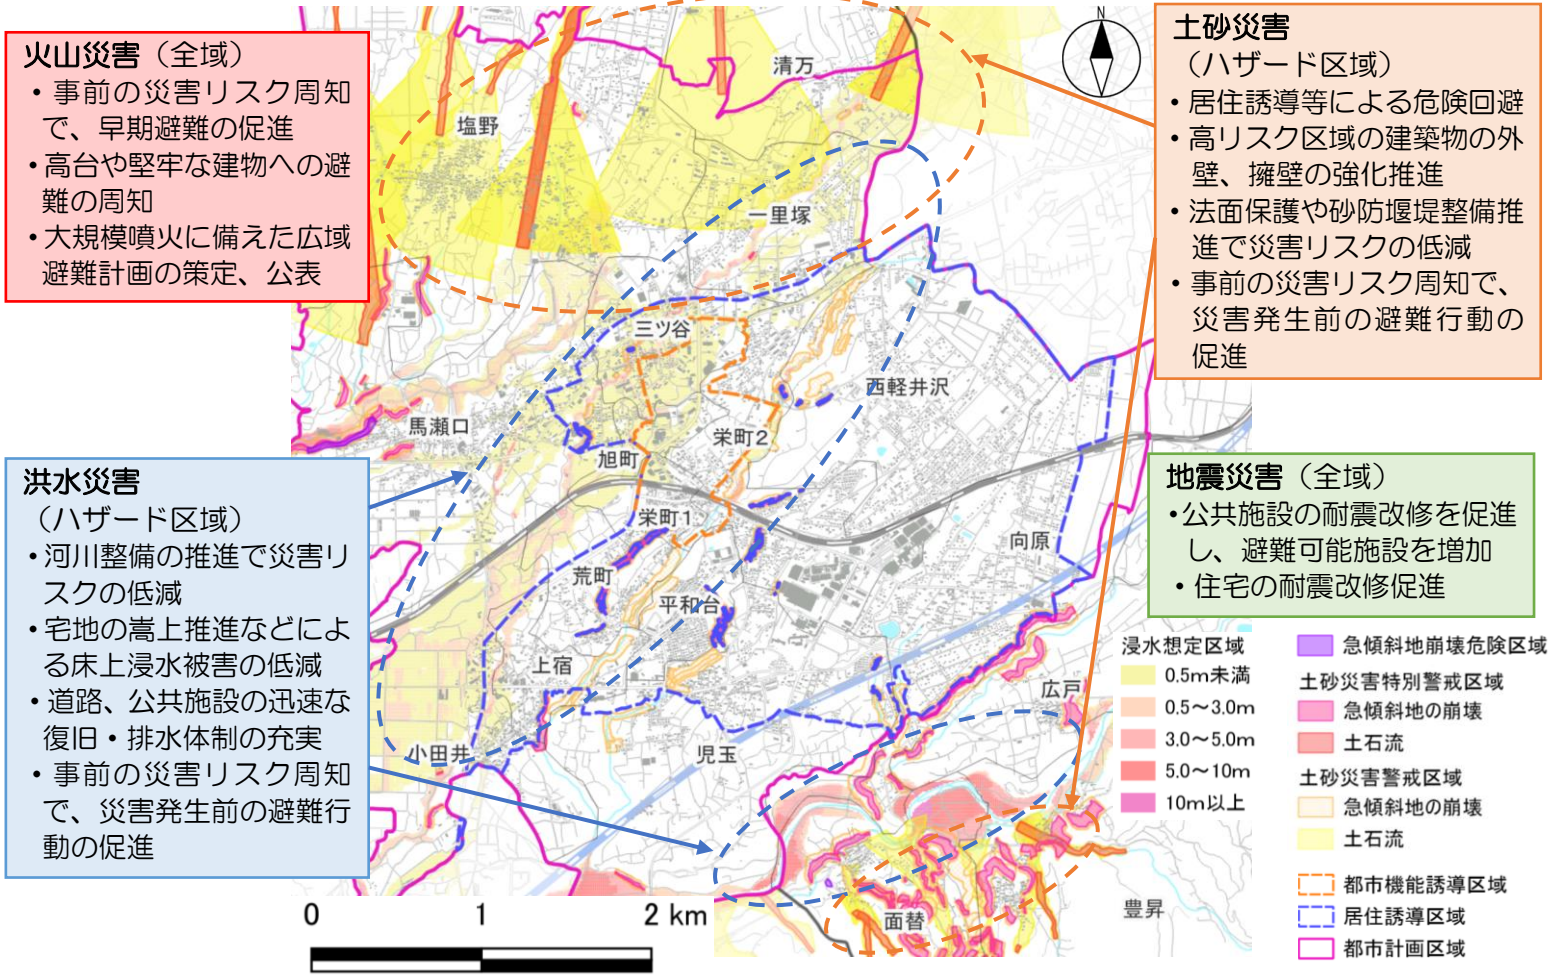 火山災害（全域）
・事前の災害リスク周知
で、早期避難の促進
・高台や堅牢な建物への避
難の周知
・大規模噴火に備えた広域
避難計画の策定、公表
土砂災害
（ハザード区域）
・居住誘導等による危険回避
・高リスク区域の建築物の外
壁、擁壁の強化推進
・法面保護や砂防堰堤整備推
進で災害リスクの低減
・事前の災害リスク周知で、
災害発生前の避難行動の
促進
洪水災害
（ハザード区域）
・河川整備の推進で災害リ
スクの低減
・宅地の嵩上推進などによ
る床上浸水被害の低減
・道路、公共施設の迅速な
復旧・排水体制の充実
・事前の災害リスク周知
で、災害発生前の避難行
動の促進
地震災害（全域）
・公共施設の耐震改修を促進
し、避難可能施設を増加
・住宅の耐震改修促進
N
清万
塩野
一里塚
三ツ谷
西軽井沢
馬瀬口
栄町2
旭町
栄町1
向原
荒町
平和台
上宿
広戸
小田井
児玉
面替
豊昇
浸水想定区域
0.5m未満
0.5～3.0m
3.0～5.0m
5.0～10m
10m以上
急傾斜地崩壊危険区域
土砂災害特別警戒区域
急傾斜地の崩壊
土石流
土砂災害警戒区域
急傾斜地の崩壊
土石流
都市機能誘導区域
居住誘導区域
都市計画区域
0 1 2 km